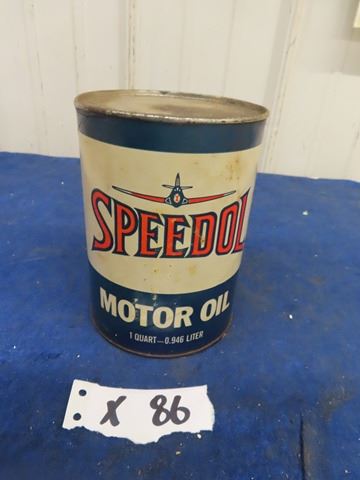 SPEEDOL
MOTOR OIL
1 QUART—0.946 LITER
X 86